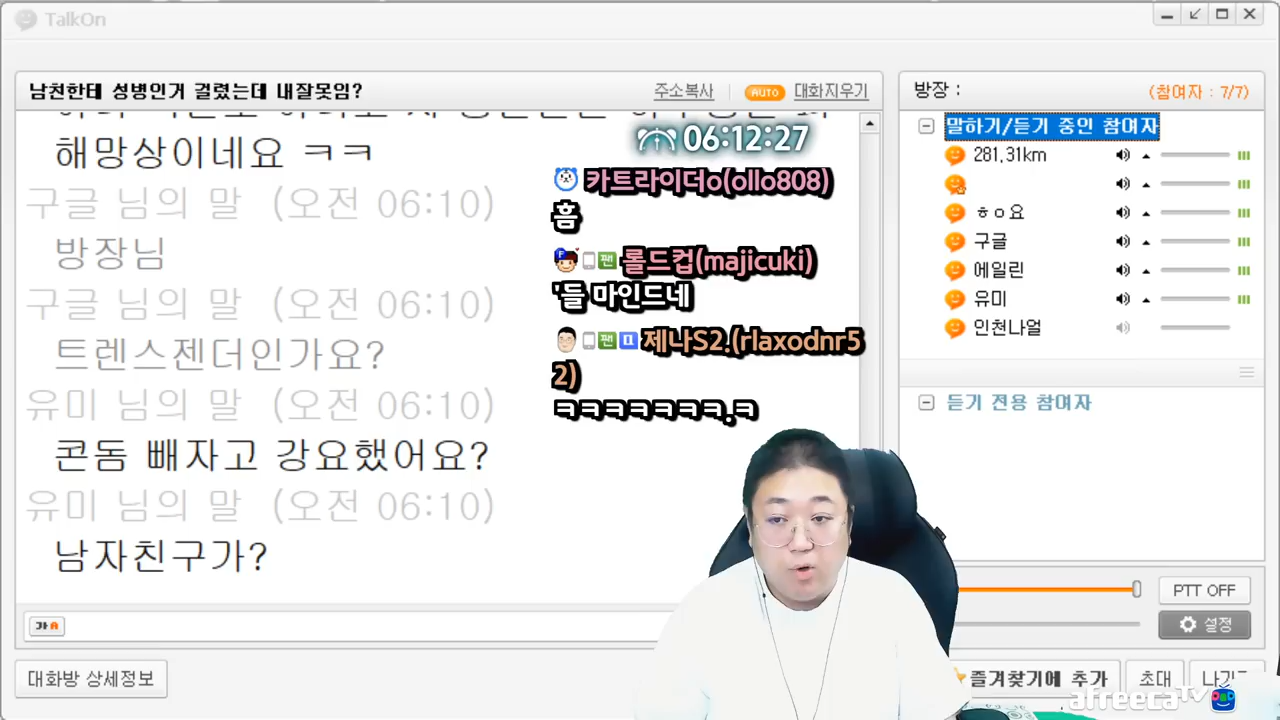 TalkOn
남친한테 성병인거 걸렸는데 내잘못임?
주소복사
AUTO
대화지우기
해망상이네요 ㅋㅋ
구글 님의 말 (오전 06:10)
방장님
구글 님의 말 (오전 06:10)
트렌스젠더인가요?
유미 님의 말 (오전 06:10)
콘돔 빼자고 강요했어요?
유미 님의 말 (오전 06:10)
남자친구가?
06:12:27
카트라이더o(ollo808)
흠
팬 롤드컵(majicuki)
'들 마인드네
팬 제나S2.(rlaxodnr5
2)
ㅋㅋㅋㅋㅋㅋㅋ.ㅋ
방장 :
(참여자 : 7/7)
말하기/듣기 중인 참여자
281.31km
ㅎㅇ요
구글
에일린
유미
인천나얼
듣기 전용 참여자
PTT OFF
설정
가A
대화방 상세정보
즐겨찾기에 추가
초대
afreecaTV